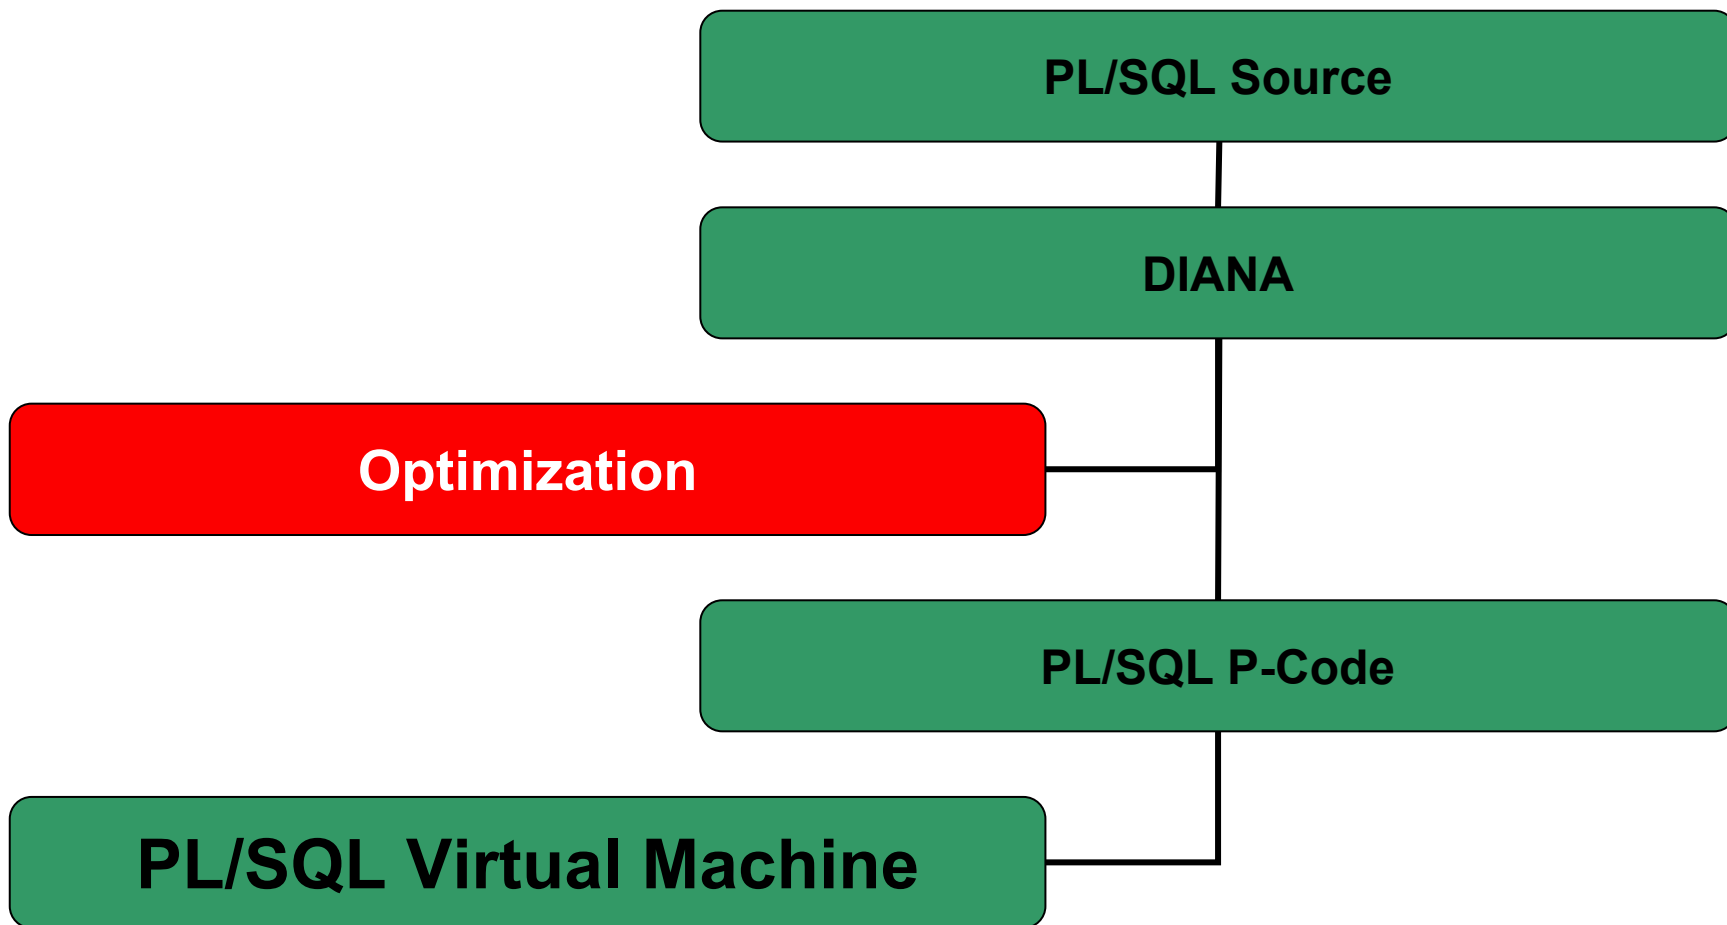 PL/SQL Source
DIANA
Optimization
PL/SQL P-Code
PL/SQL Virtual Machine